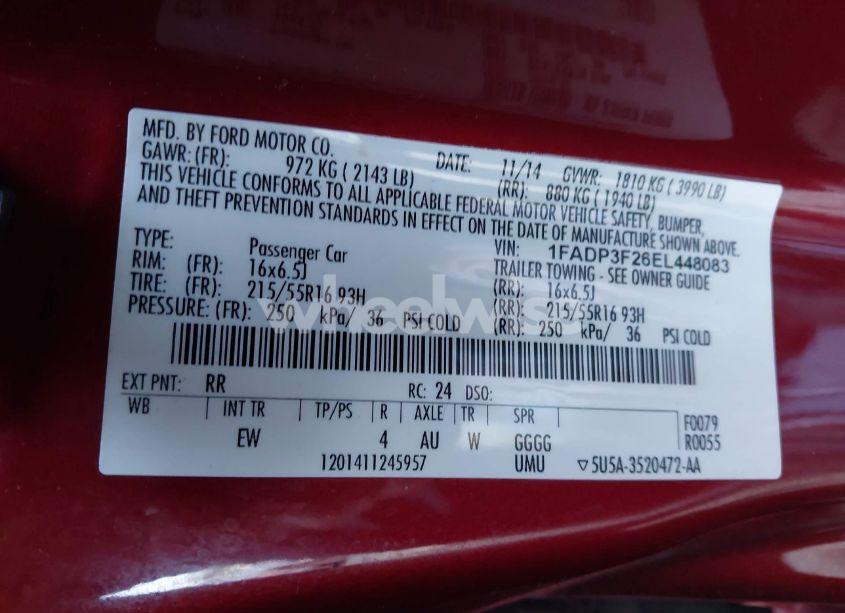 MFD. BY FORD MOTOR CO.
DATE: 11/14 GVWR: 1810 KG ( 3990 LB)
GAWR: (FR): 972 KG ( 2143 LB) (RR): 880 KG ( 1940 LB)
THIS VEHICLE CONFORMS TO ALL APPLICABLE FEDERAL MOTOR VEHICLE SAFETY, BUMPER,
AND THEFT PREVENTION STANDARDS IN EFFECT ON THE DATE OF MANUFACTURE SHOWN ABOVE.
VIN: 1FADP3F26EL448083
TYPE: Passenger Car TRAILER TOWING - SEE OWNER GUIDE
RIM: (FR): 16x6.5J (RR): 16x6.5J
TIRE: (FR): 215/55R16 93H (RR): 215/55R16 93H
PRESSURE: (FR): 250 kPa/ 36 PSI COLD (RR): 250 kPa/ 36 PSI COLD
wheelwise
EXT PNT: RR RC: 24 DSO:
WB INT TR TP/PS R AXLE TR SPR F0079
EW 4 AU W GGGG R0055
1201411245957 UMU ▽5U5A-3520472-AA